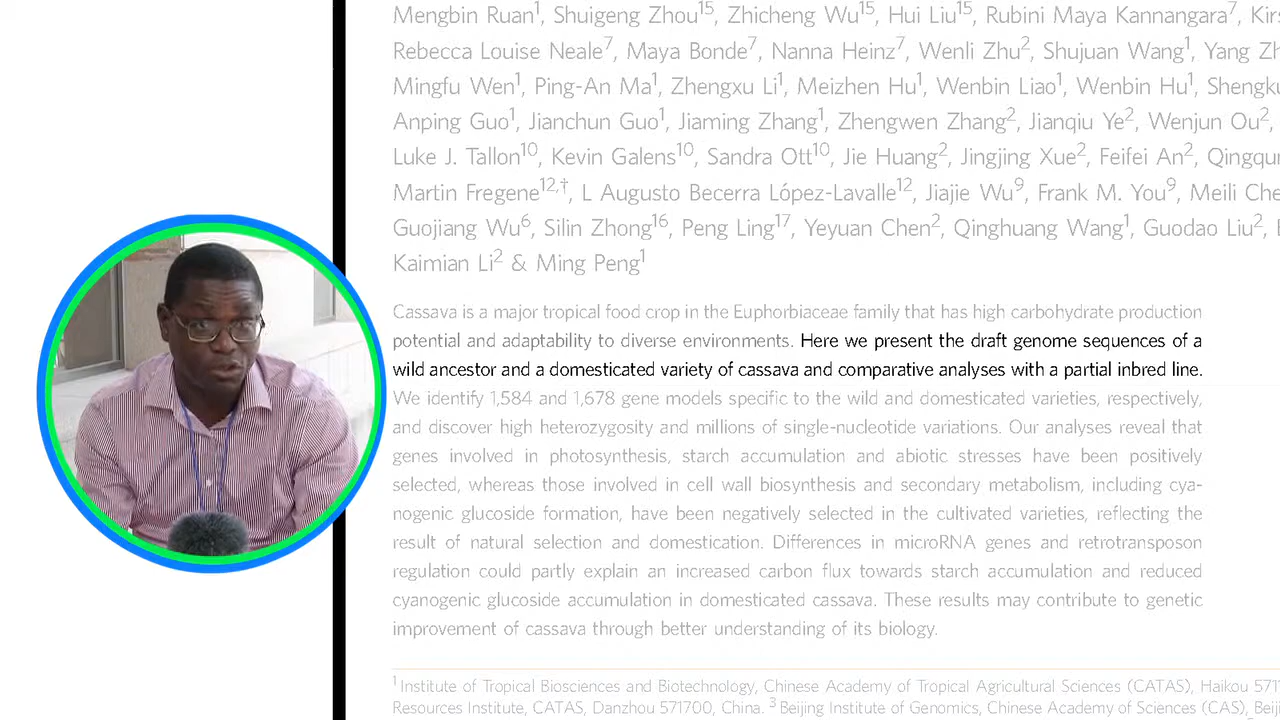 Mengbin Ruan¹, Shuigeng Zhou¹⁵, Zhicheng Wu¹⁵, Hui Liu¹⁵, Rubini Maya Kannangara⁷,
Rebecca Louise Neale⁷, Maya Bonde⁷, Nanna Heinz⁷, Wenli Zhu², Shujuan Wang¹, Yang
Mingfu Wen¹, Ping-An Ma¹, Zhengxu Li¹, Meizhen Hu¹, Wenbin Liao¹, Wenbin Hu¹,
Anping Guo¹, Jianchun Guo¹, Jiaming Zhang¹, Zhengwen Zhang², Jianqiu Ye², Wenjun Ou²,
Luke J. Tallon¹⁰, Kevin Galens¹⁰, Sandra Ott¹⁰, Jie Huang², Jingjing Xue², Feifei An²,
Martin Fregene¹²,†, L Augusto Becerra López-Lavalle¹², Jiajie Wu⁹, Frank M. You⁹, Meili
Guojiang Wu⁶, Silin Zhong¹⁶, Peng Ling¹⁷, Yeyuan Chen², Qinghuang Wang¹, Guodao Liu²,
Kaimian Li² & Ming Peng¹
Cassava is a major tropical food crop in the Euphorbiaceae family that has high carbohydrate production
potential and adaptability to diverse environments. Here we present the draft genome sequences of a
wild ancestor and a domesticated variety of cassava and comparative analyses with a partial inbred line.
We identify 1,584 and 1,678 gene models specific to the wild and domesticated varieties, respectively,
and discover high heterozygosity and millions of single-nucleotide variations. Our analyses reveal that
genes involved in photosynthesis, starch accumulation and abiotic stresses have been positively
selected, whereas those involved in cell wall biosynthesis and secondary metabolism, including cya-
nogenic glucoside formation, have been negatively selected in the cultivated varieties, reflecting the
result of natural selection and domestication. Differences in microRNA genes and retrotransposon
regulation could partly explain an increased carbon flux towards starch accumulation and reduced
cyanogenic glucoside accumulation in domesticated cassava. These results may contribute to genetic
improvement of cassava through better understanding of its biology.
¹ Institute of Tropical Biosciences and Biotechnology, Chinese Academy of Tropical Agricultural Sciences (CATAS), Haikou
Resources Institute, CATAS, Danzhou 571700, China. ³ Beijing Institute of Genomics, Chinese Academy of Sciences (CAS),